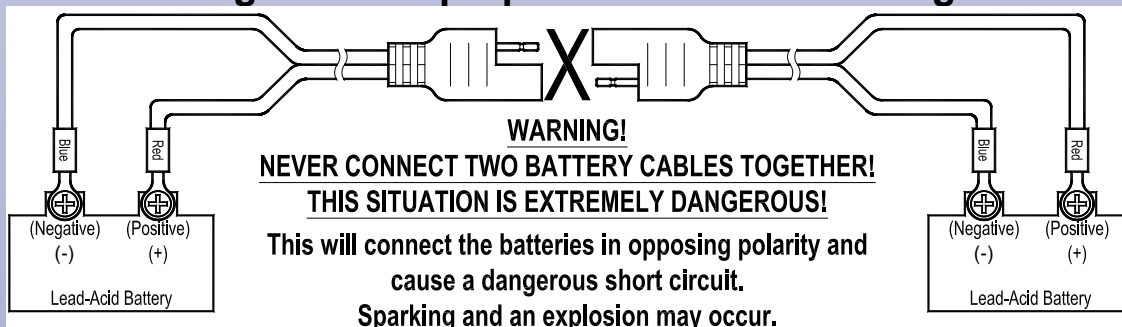 WARNING!
NEVER CONNECT TWO BATTERY CABLES TOGETHER!
THIS SITUATION IS EXTREMELY DANGEROUS!
This will connect the batteries in opposing polarity and
cause a dangerous short circuit.
Sparking and an explosion may occur.
Blue
Red
(Negative)
(-)
(Positive)
(+)
Lead-Acid Battery
Blue
Red
(Negative)
(-)
(Positive)
(+)
Lead-Acid Battery